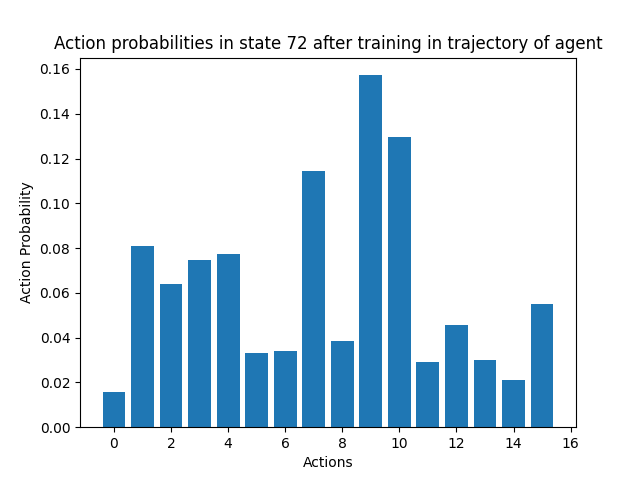 Action probabilities in state 72 after training in trajectory of agent
0.16
0.14
0.12
0.10
0.08
0.06
0.04
0.02
0.00
Action Probability
0 2 4 6 8 10 12 14 16
Actions